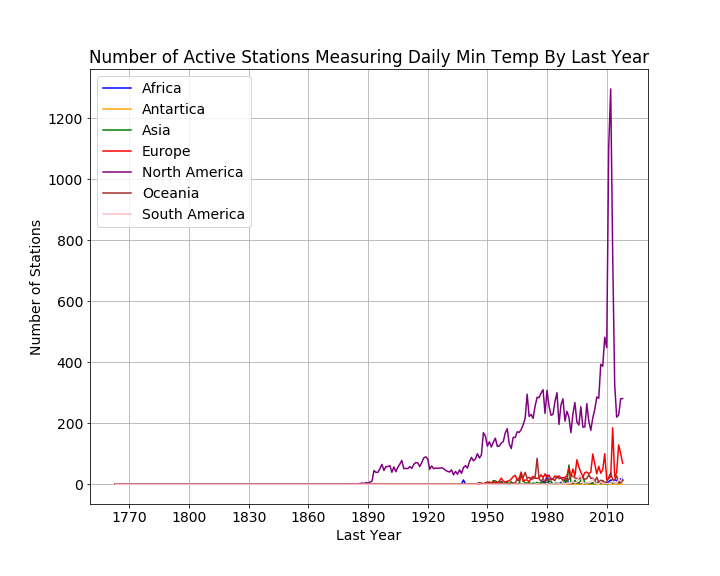 Number of Active Stations Measuring Daily Min Temp By Last Year
Africa
Antartica
Asia
Europe
North America
Oceania
South America
Number of Stations
1200
1000
800
600
400
200
0
1770 1800 1830 1860 1890 1920 1950 1980 2010
Last Year